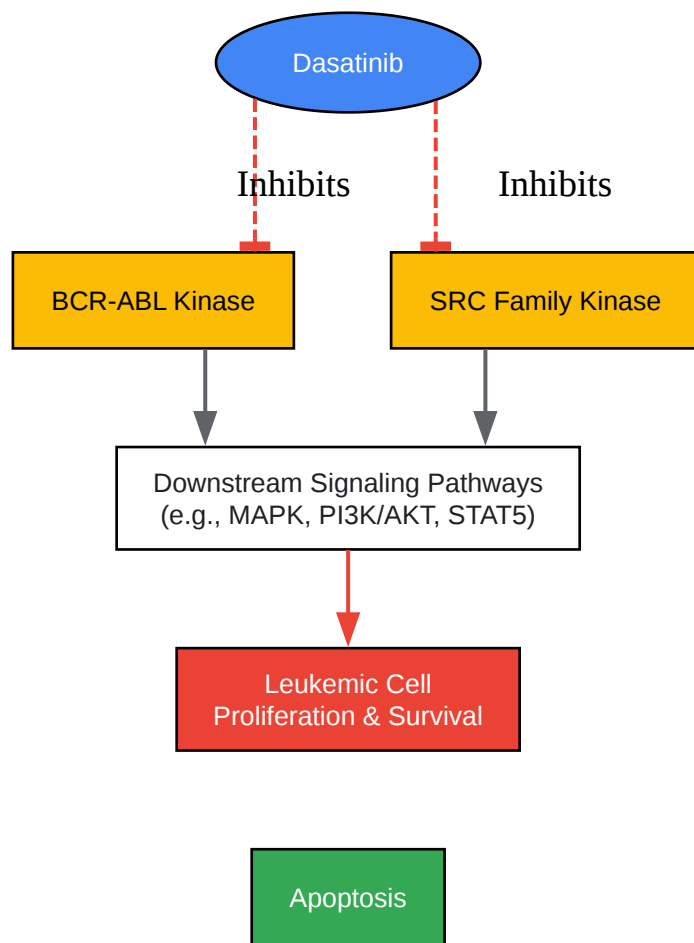 Dasatinib
Inhibits
Inhibits
BCR-ABL Kinase
SRC Family Kinase
Downstream Signaling Pathways
(e.g., MAPK, PI3K/AKT, STAT5)
Leukemic Cell
Proliferation & Survival
Apoptosis